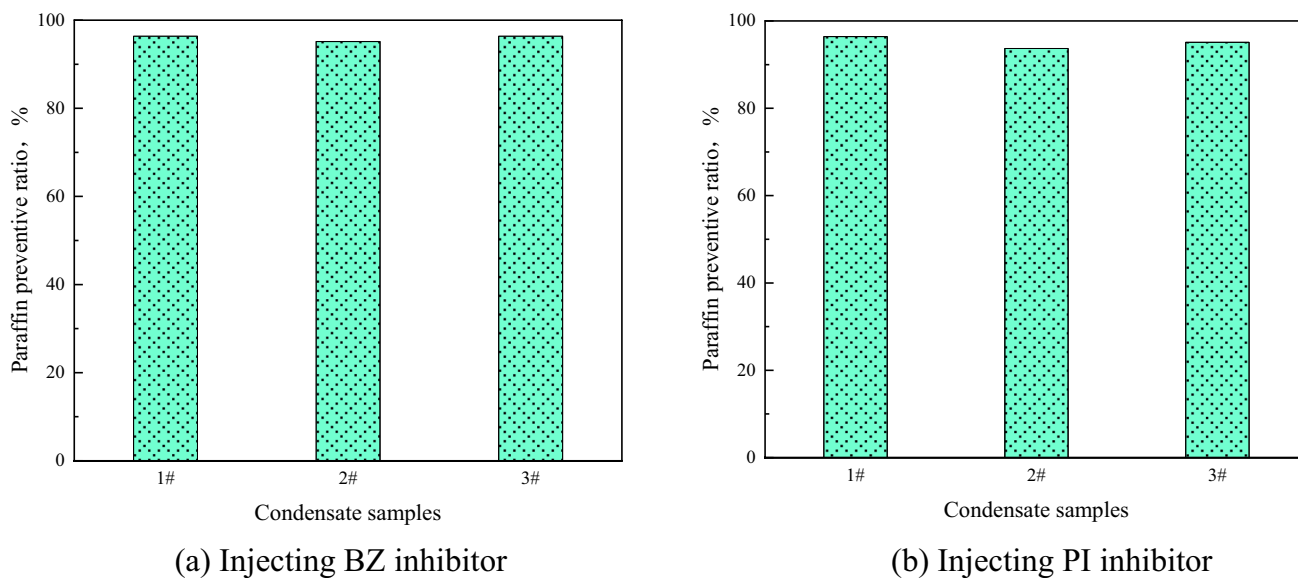 100
80
60
40
20
0
Paraffin preventive ratio，%
1# 2# 3#
Condensate samples
(a) Injecting BZ inhibitor
100
80
60
40
20
0
Paraffin preventive ratio，%
1# 2# 3#
Condensate samples
(b) Injecting PI inhibitor